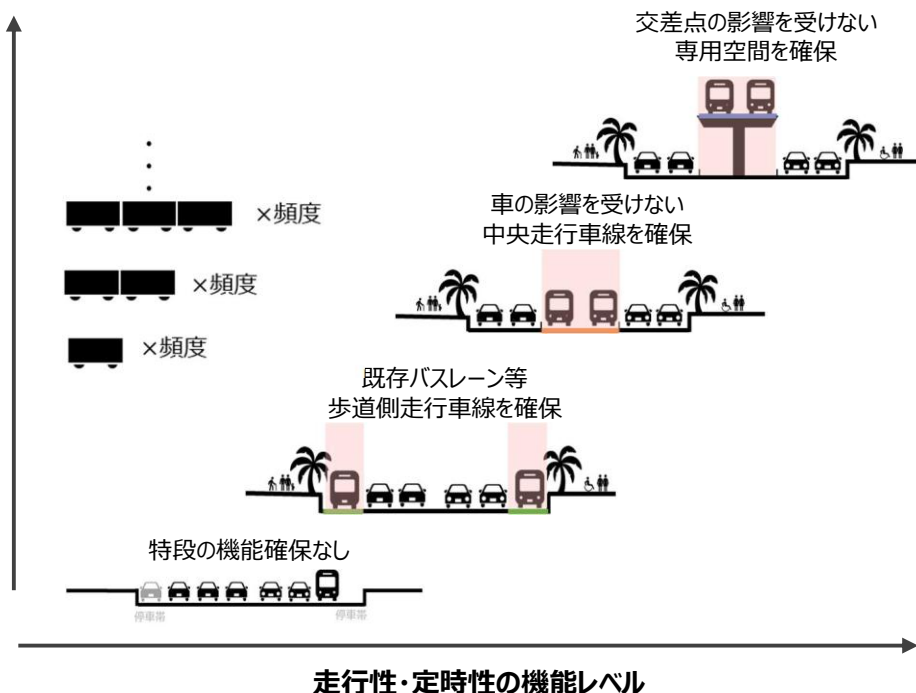 交差点の影響を受けない
専用空間を確保
×頻度
車の影響を受けない
中央走行車線を確保
×頻度
×頻度
既存バスレーン等
歩道側走行車線を確保
特段の機能確保なし
停車帯
停車帯
走行性・定時性の機能レベル